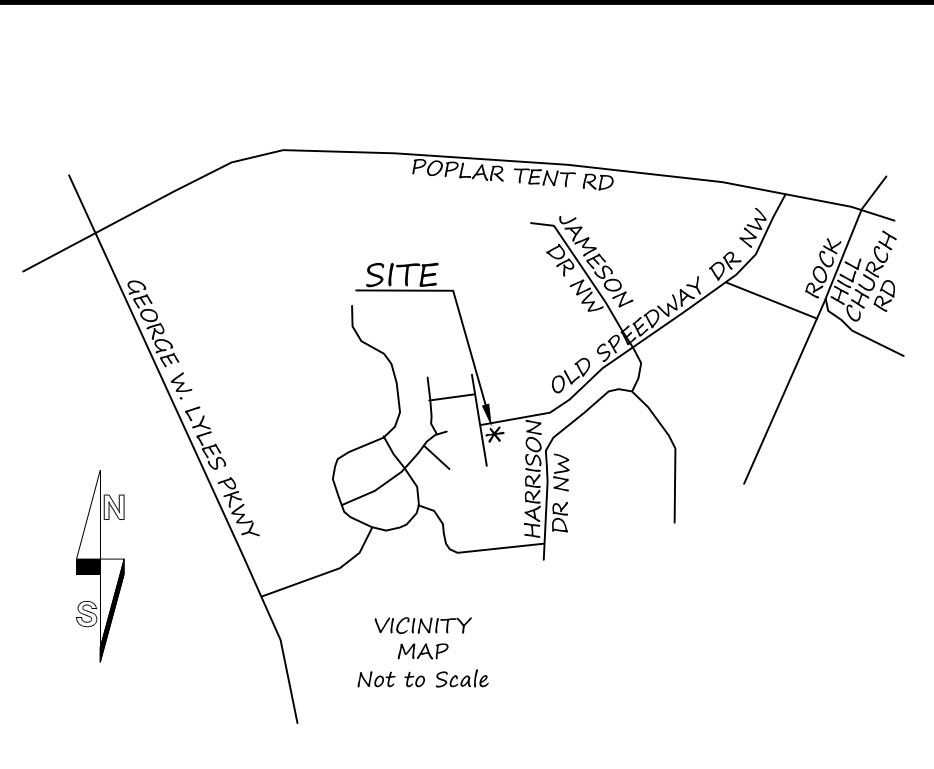 POPLAR TENT RD
JAMESON
DR NW
OLD SPEEDWAY DR NW
ROCK
HILL
CHURCH
RD
SITE
GEORGE W. LYLES PKWY
HARRISON
DR NW
N
S
VICINITY
MAP
Not to Scale